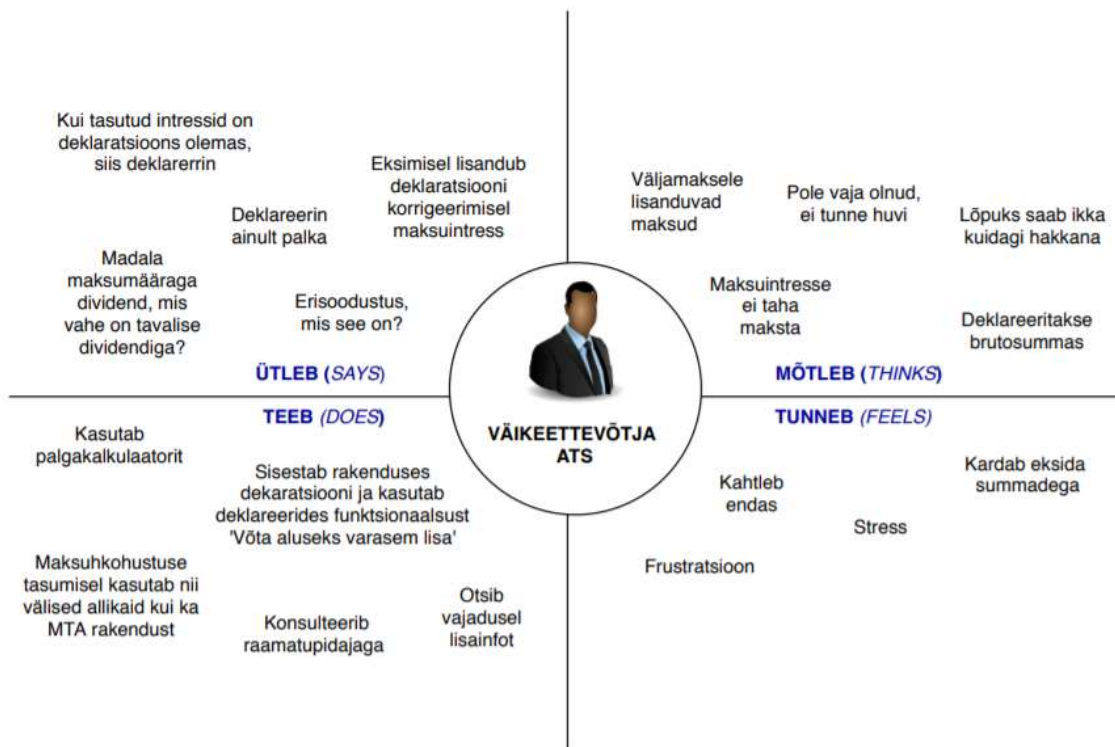 Kui tasutud intressid on
deklaratsioons olemas,
siis deklarerrin
Eksimisel lisandub
deklaratsiooni
korrigeerimisel
maksuintress
Deklareerin
ainult palka
Madala
maksumääraga
dividend, mis
vahe on tavalise
dividendiga?
Erisoodustus,
mis see on?
ÜTLEB (SAYS)
Väljamaksele
lisanduvad
maksud
Pole vaja olnud,
ei tunne huvi
Lõpuks saab ikka
kuidagi hakkana
Maksuintresse
ei taha
maksta
Deklareeritakse
brutosummas
MÕTLEB (THINKS)
VÄIKEETTEVÕTJA
ATS
TEEB (DOES)
Kasutab
palgakalkulaatorit
Sisestab rakenduses
dekaratsiooni ja kasutab
deklareerides funktsionaalsust
'Võta aluseks varasem lisa'
Maksuhkohustuse
tasumisel kasutab nii
välised allikaid kui ka
MTA rakendust
Konsulteerib
raamatupidajaga
Otsib
vajadusel
lisainfot
TUNNEB (FEELS)
Kahtleb
endas
Kardab eksida
summadega
Stress
Frustratsioon